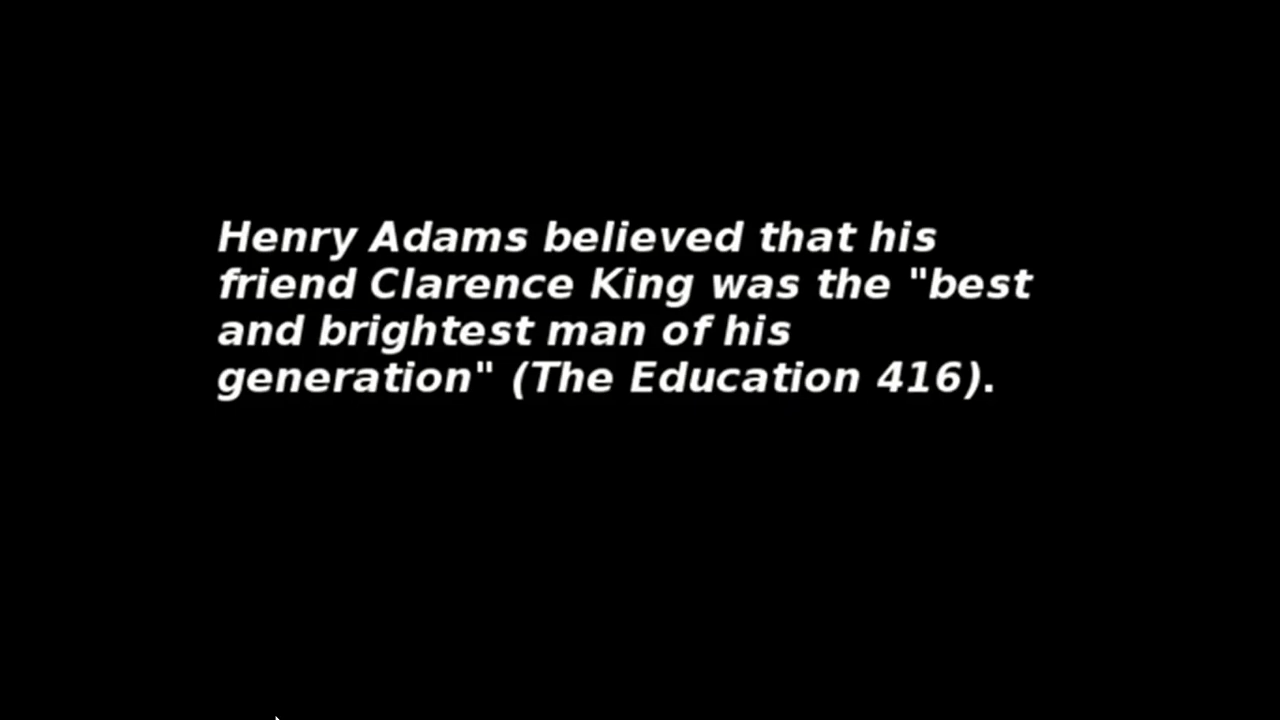 Henry Adams believed that his
friend Clarence King was the "best
and brightest man of his
generation" (The Education 416).